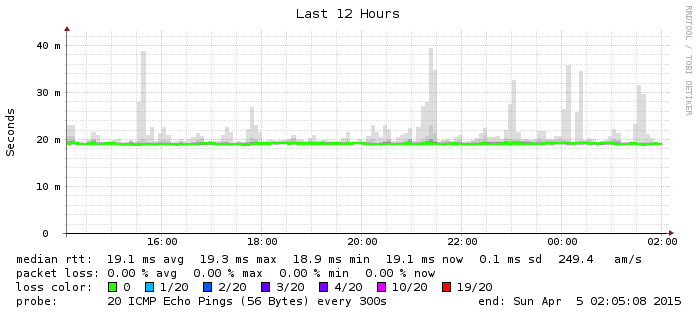 Last 12 Hours
RRDTOOL / TOBI OETIKER
Seconds
40 m
30 m
20 m
10 m
0
16:00 18:00 20:00 22:00 00:00 02:00
median rtt: 19.1 ms avg 19.3 ms max 18.9 ms min 19.1 ms now 0.1 ms sd 249.4 am/s
packet loss: 0.00 % avg 0.00 % max 0.00 % min 0.00 % now
loss color: 0 1/20 2/20 3/20 4/20 10/20 19/20
probe: 20 ICMP Echo Pings (56 Bytes) every 300s end: Sun Apr 5 02:05:08 2015